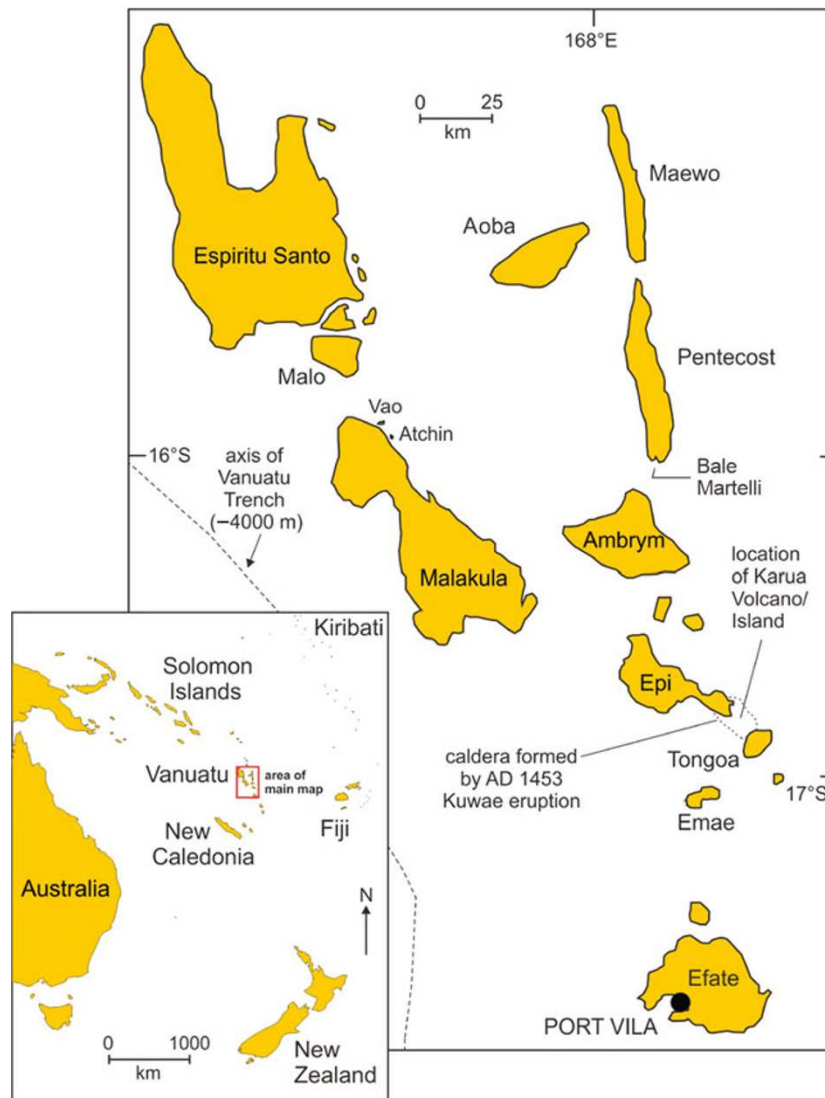 168°E
0 25
km
Maewo
Aoba
Espiritu Santo
Pentecost
Malo
Vao
Atchin
16°S
axis of
Vanuatu
Trench
(−4000 m)
Bale
Martelli
Ambrym
location
of Karua
Volcano/
Island
Malakula
Epi
caldera formed
by AD 1453
Kuwae eruption
Tongoa
17°S
Emae
Efate
PORT VILA
Kiribati
Solomon
Islands
Vanuatu
area of
main map
New
Caledonia
Fiji
Australia
N
0 1000
km
New
Zealand